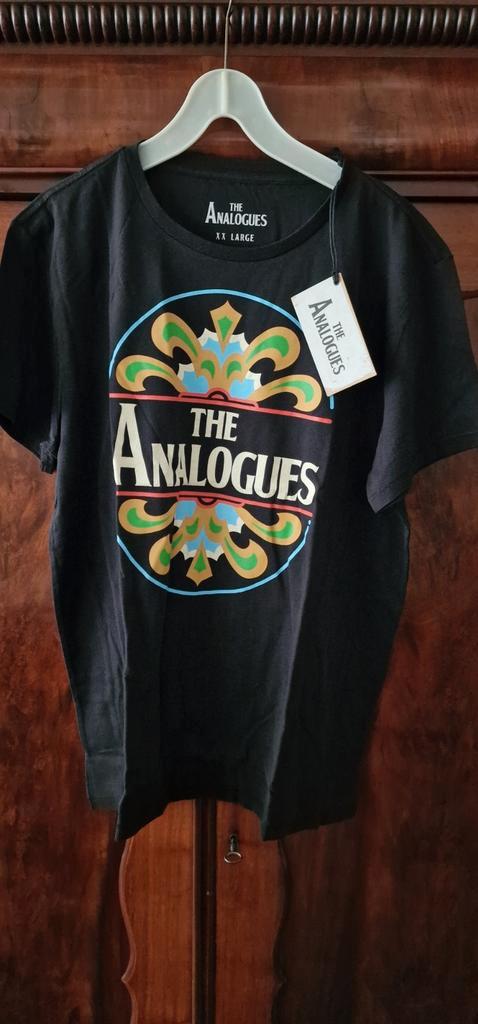 THE
ANALOGUES
XX LARGE
THE
ANALOGUES
THE
ANALOGUES